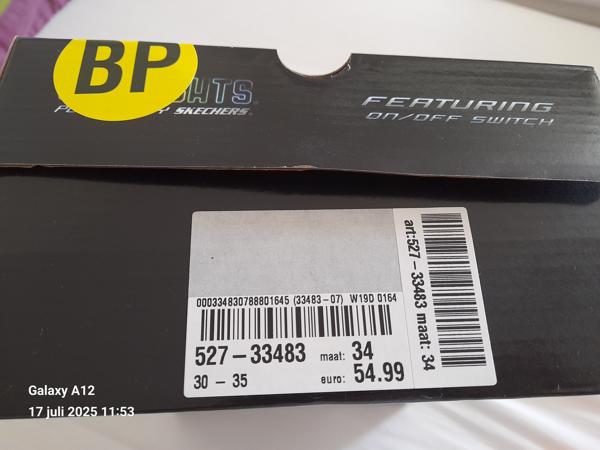 BP
HTS
SKECHERS
FEATURING
ON/OFF SWITCH
000334830788801645 (33483-07) W19D 0164
527-33483 maat: 34
30 - 35 euro: 54.99
art:527-33483 maat: 34
Galaxy A12
17 juli 2025 11:53